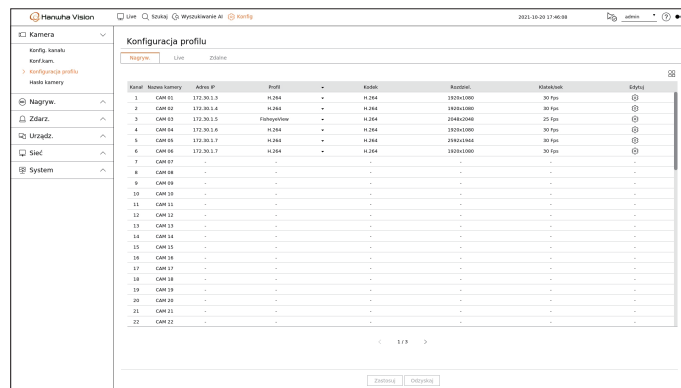 Hanwha Vision Live Szukaj Wyszukiwanie AI Konfig 2021-10-20 17:46:08 admin
Kamera
Konfig. kanału
Konf.kam.
Konfiguracja profilu
Hasło kamery
Nagryw.
Zdarz.
Urządz.
Sieć
System
Konfiguracja profilu
Nagryw. Live Zdalne
Kanał Nazwa kamery Adres IP Profil Kodek Rozdziel. Klatek/sek Edytuj
1 CAM 01 172.30.1.3 H.264 H.264 1920x1080 30 Fps
2 CAM 02 172.30.1.4 H.264 H.264 1920x1080 30 Fps
3 CAM 03 172.30.1.5 FisheyeView H.264 2048x2048 25 Fps
4 CAM 04 172.30.1.6 H.264 H.264 1920x1080 30 Fps
5 CAM 05 172.30.1.7 H.264 H.264 2592x1944 30 Fps
6 CAM 06 172.30.1.7 H.264 H.264 1920x1080 30 Fps
7 CAM 07 - - - - - -
8 CAM 08 - - - - - -
9 CAM 09 - - - - - -
10 CAM 10 - - - - - -
11 CAM 11 - - - - - -
12 CAM 12 - - - - - -
13 CAM 13 - - - - - -
14 CAM 14 - - - - - -
15 CAM 15 - - - - - -
16 CAM 16 - - - - - -
17 CAM 17 - - - - - -
18 CAM 18 - - - - - -
19 CAM 19 - - - - - -
20 CAM 20 - - - - - -
21 CAM 21 - - - - - -
22 CAM 22 - - - - - -
< 1/3 >
Zastosuj Odzyskaj